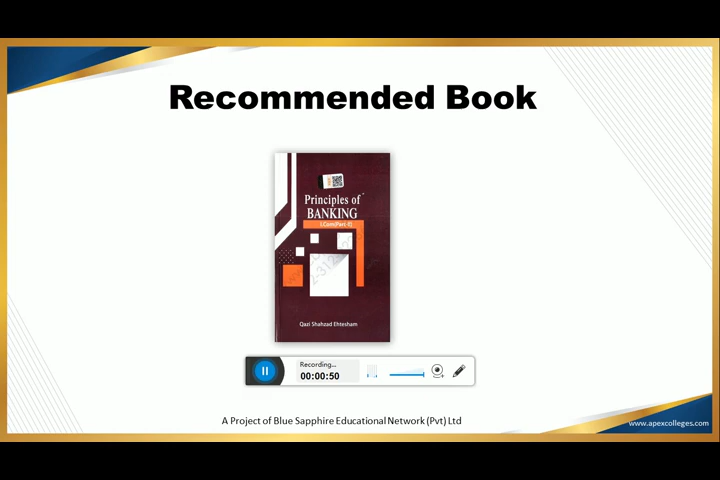 Recommended Book
Principles of
BANKING
I.Com(Part-2)
Qazi Shahzad Ehtesham
Recording...
00:00:50
A Project of Blue Sapphire Educational Network (Pvt) Ltd
www.apexcolleges.com